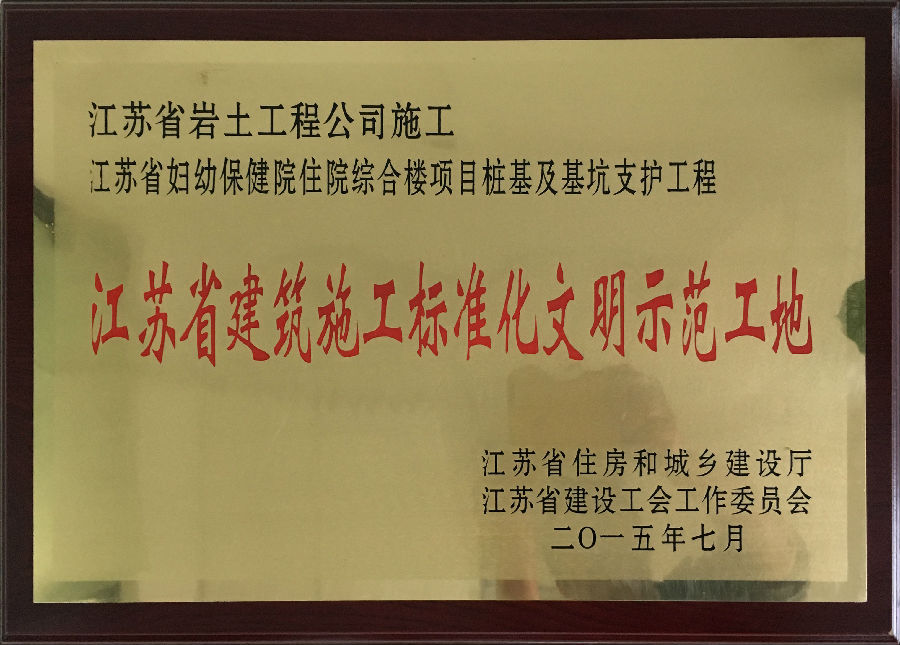 江苏省岩土工程公司施工
江苏省妇幼保健院住院综合楼项目桩基及基坑支护工程
江苏省建筑施工标准化文明示范工地
江苏省住房和城乡建设厅
江苏省建设工会工作委员会
二〇一五年七月